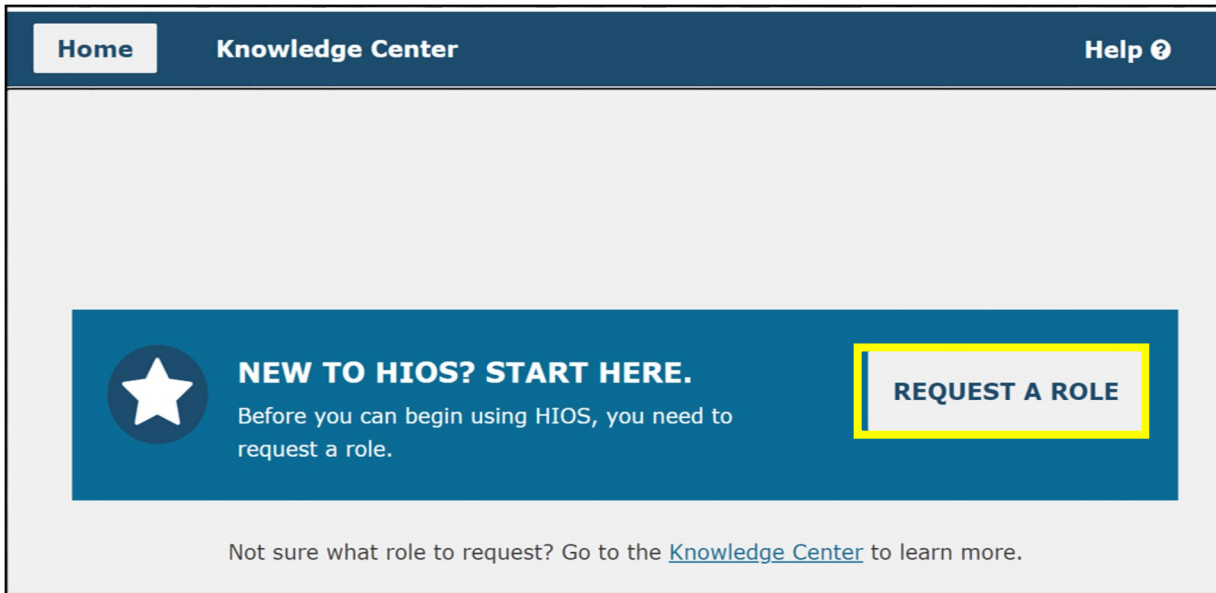 Home Knowledge Center Help ?
NEW TO HIOS? START HERE.
Before you can begin using HIOS, you need to
request a role.
REQUEST A ROLE
Not sure what role to request? Go to the Knowledge Center to learn more.